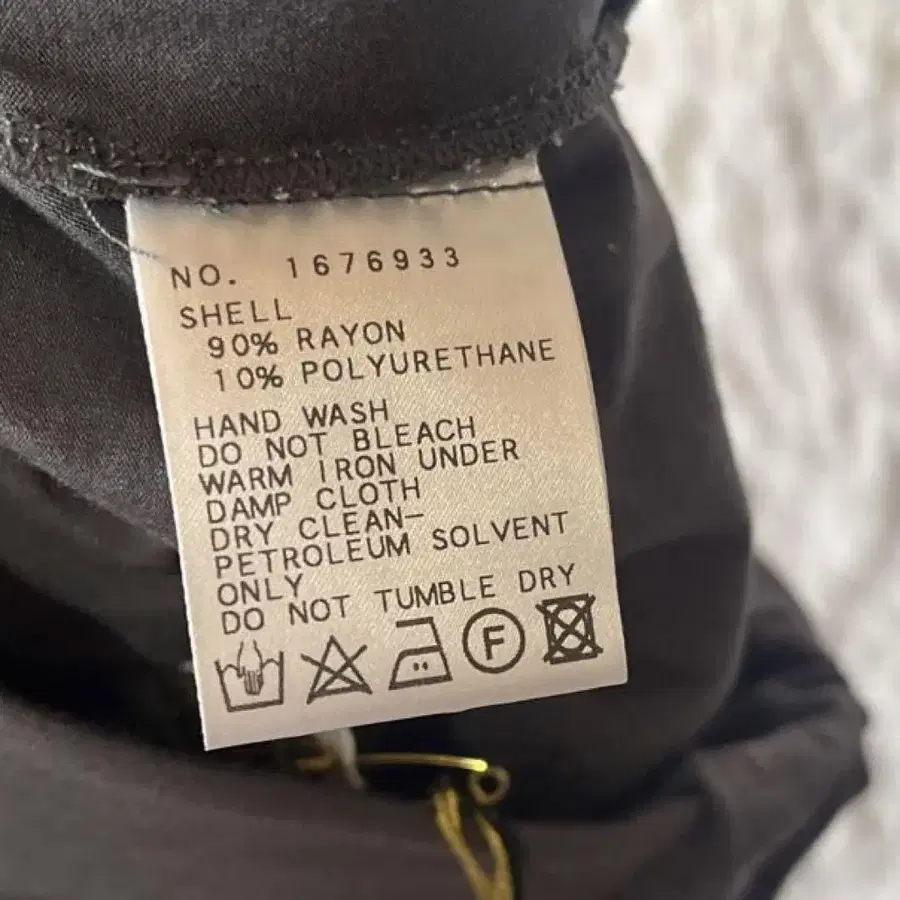 NO. 1676933
SHELL
90% RAYON
10% POLYURETHANE
HAND WASH
DO NOT BLEACH
WARM IRON UNDER
DAMP CLOTH
DRY CLEAN-
PETROLEUM SOLVENT
ONLY
DO NOT TUMBLE DRY
F